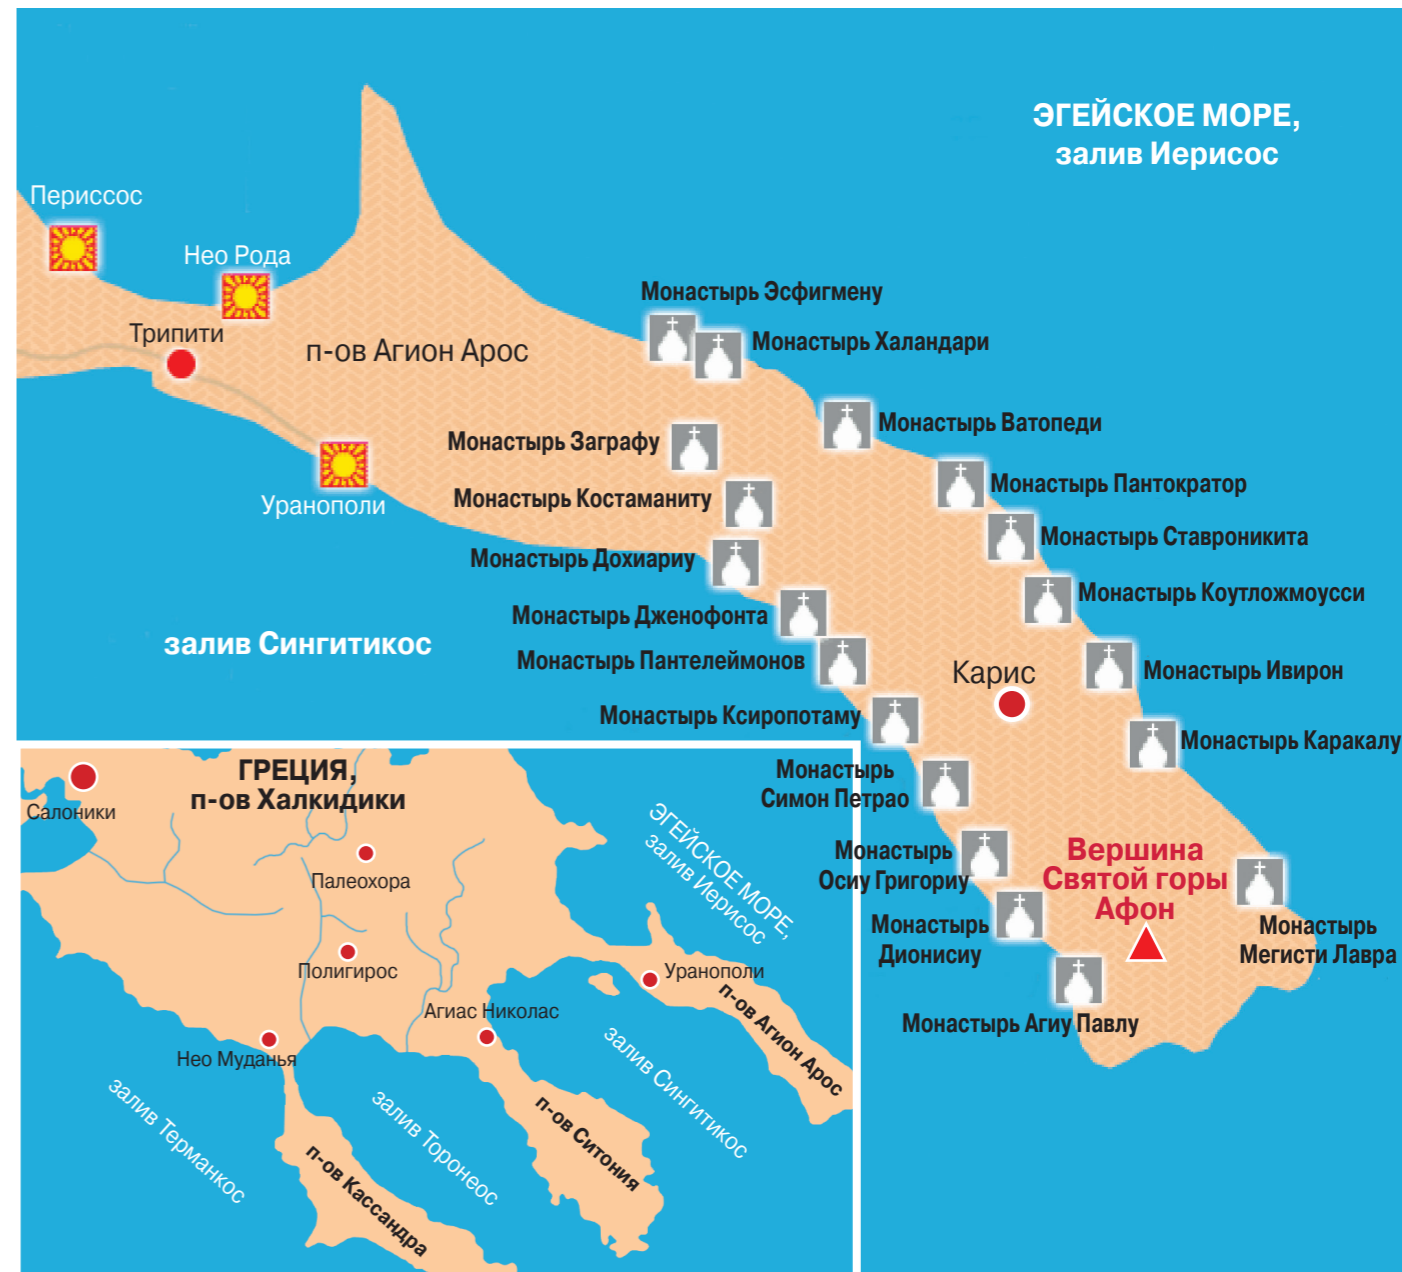 ЭГЕЙСКОЕ МОРЕ,
залив Иерисос
Периссос
Нео Рода
Трипити
п-ов Агион Арос
Уранополи
залив Сингитикос
Монастырь Эсфигмену
Монастырь Халандари
Монастырь Ватопеди
Монастырь Заграфу
Монастырь Пантократор
Монастырь Костаманиту
Монастырь Ставроникита
Монастырь Дохиариу
Монастырь Коутложмоусси
Монастырь Дженофонта
Монастырь Пантелеймонов
Карис
Монастырь Ивирон
Монастырь Ксиропотаму
Монастырь Каракалу
Монастырь
Симон Петрао
Монастырь
Осиу Григориу
Вершина
Святой горы
Афон
Монастырь
Дионисиу
Монастырь
Мегисти Лавра
Монастырь Агиу Павлу
ГРЕЦИЯ,
п-ов Халкидики
Салоники
Палеохора
ЭГЕЙСКОЕ МОРЕ,
залив Иерисос
Полигирос
Уранополи
п-ов Агион Арос
Агиас Николас
Нео Муданья
залив Сингитикос
залив Терманкос
залив Торонеос
п-ов Ситония
п-ов Кассандра